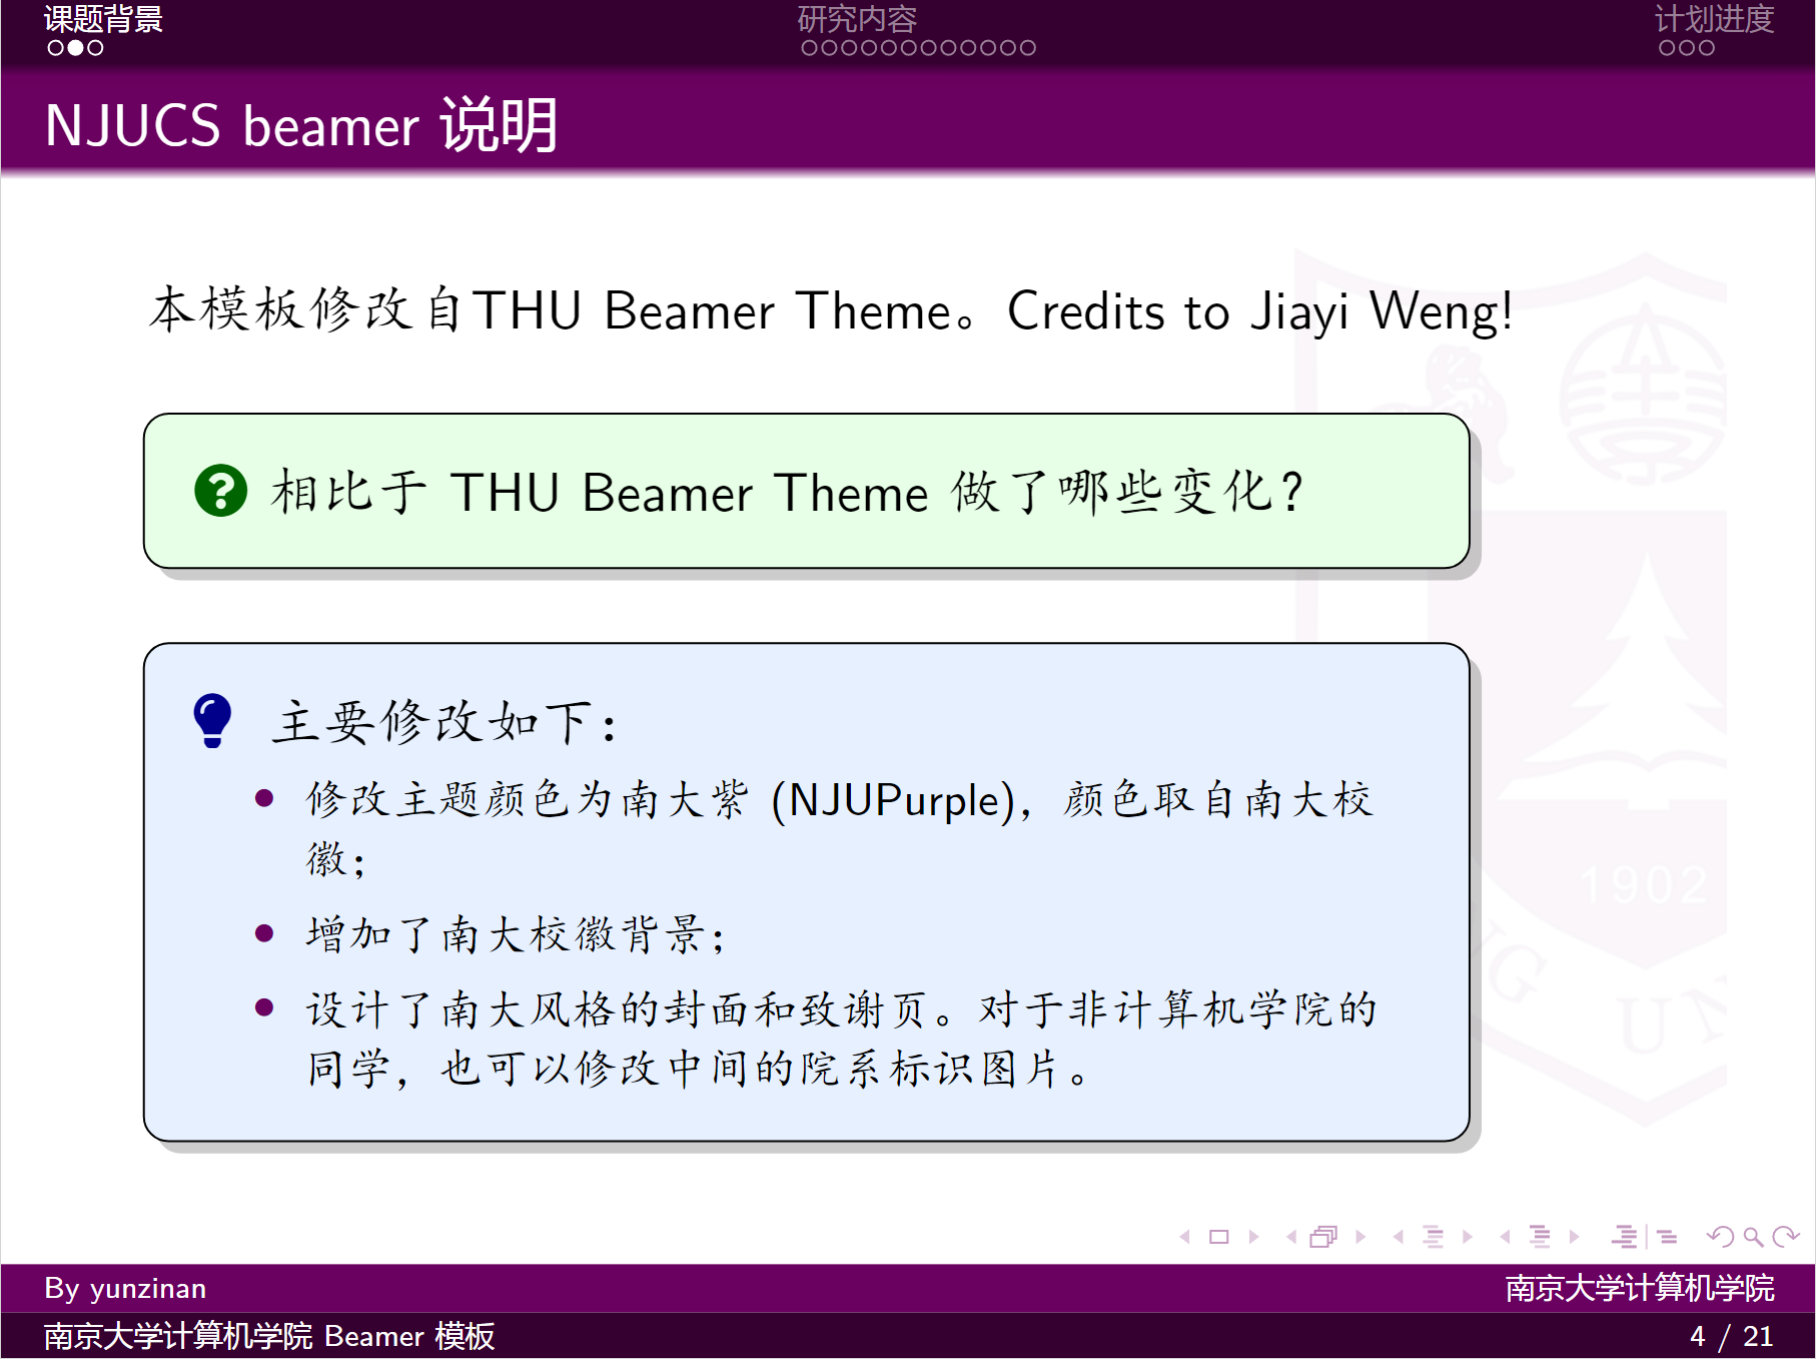 课题背景
研究内容
计划进度
NJUCS beamer 说明
本模板修改自THU Beamer Theme。Credits to Jiayi Weng!
相比于 THU Beamer Theme 做了哪些变化？
主要修改如下：
修改主题颜色为南大紫 (NJUPurple)，颜色取自南大校
徽；
增加了南大校徽背景；
设计了南大风格的封面和致谢页。对于非计算机学院的
同学，也可以修改中间的院系标识图片。
1902
NG
U
By yunzinan
南京大学计算机学院
南京大学计算机学院 Beamer 模板
4 / 21